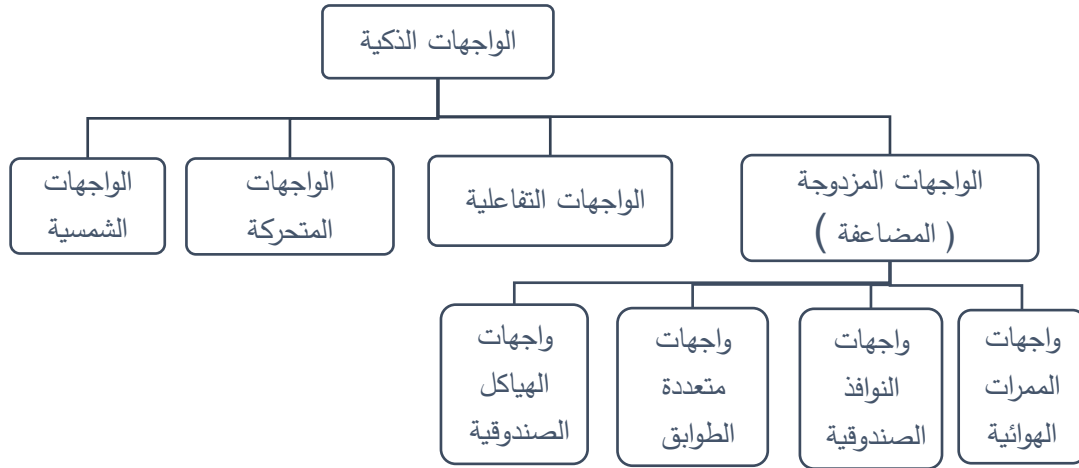 الواجهات الذكية
الواجهات المزدوجة
( المضاعفة )
الواجهات التفاعلية
الواجهات
المتحركة
الواجهات
الشمسية
واجهات
الممرات
الهوائية
واجهات
النوافذ
الصندوقية
واجهات
متعددة
الطوابق
واجهات
الهياكل
الصندوقية